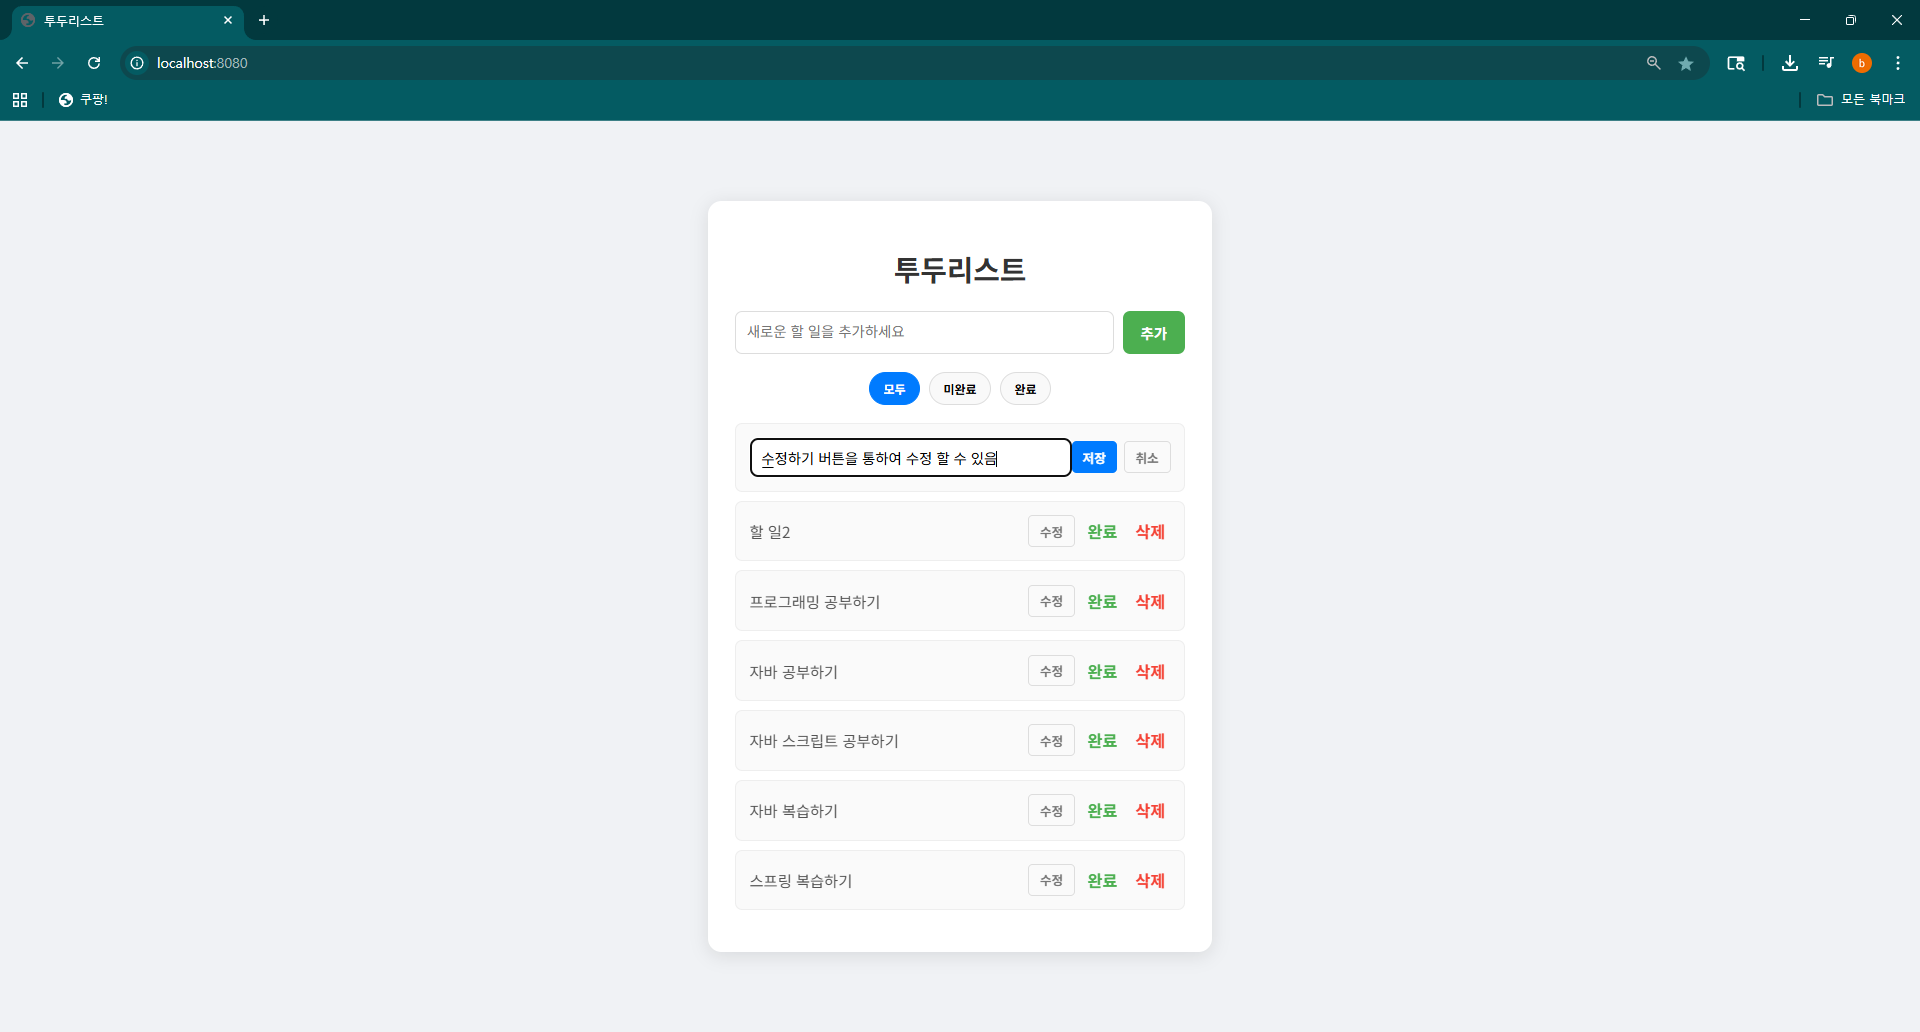 투두리스트
localhost:8080
b
쿠팡!
모든 북마크
투두리스트
새로운 할 일을 추가하세요 추가
모두 미완료 완료
수정하기 버튼을 통하여 수정 할 수 있음 저장 취소
할 일2 수정 완료 삭제
프로그래밍 공부하기 수정 완료 삭제
자바 공부하기 수정 완료 삭제
자바 스크립트 공부하기 수정 완료 삭제
자바 복습하기 수정 완료 삭제
스프링 복습하기 수정 완료 삭제